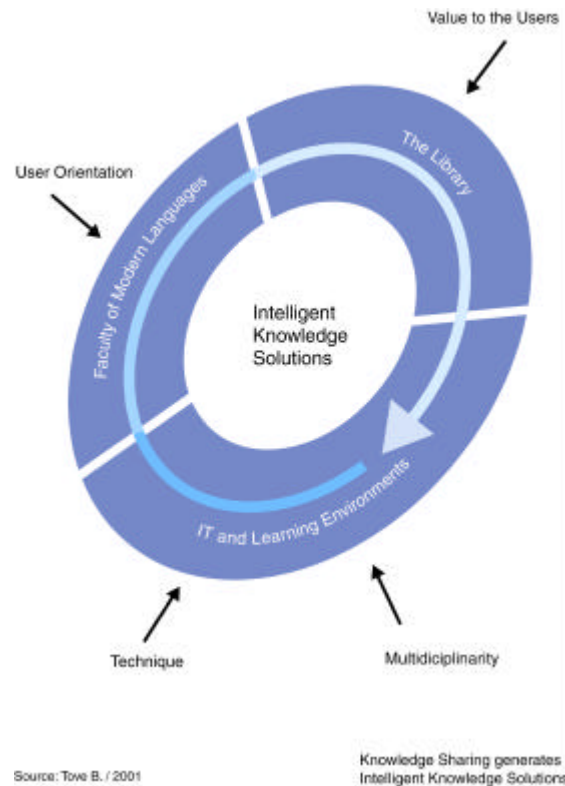 Value to the Users
The Library
User Orientation
Faculty of Modern Languages
Intelligent
Knowledge
Solutions
IT and Learning Environments
Technique
Multidiciplinarity
Source: Tove B. / 2001
Knowledge Sharing generates
Intelligent Knowledge Solutions